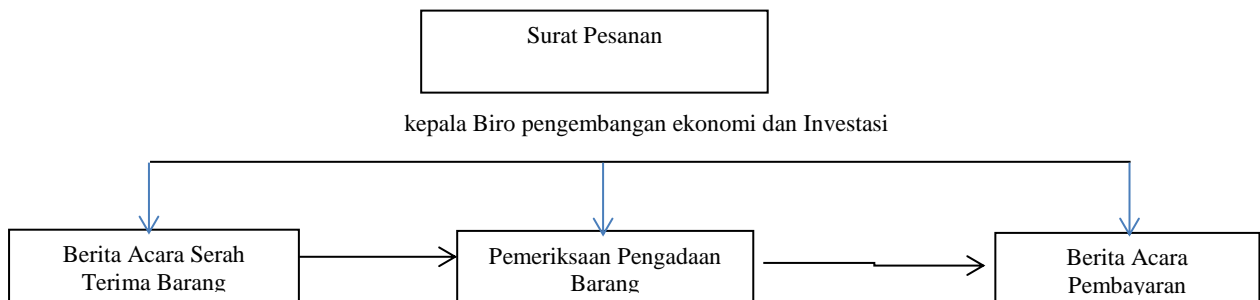 Surat Pesanan
kepala Biro pengembangan ekonomi dan Investasi
Berita Acara Serah
Terima Barang
Pemeriksaan Pengadaan
Barang
Berita Acara
Pembayaran